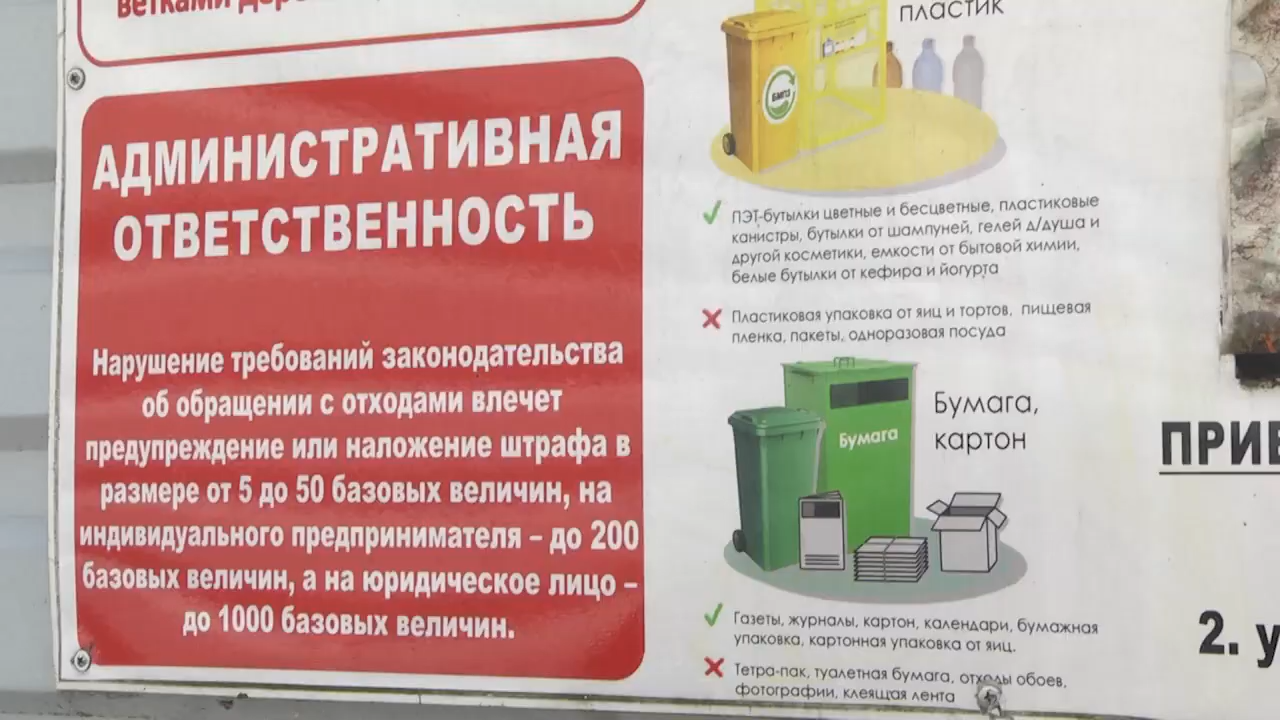 ветками
АДМИНИСТРАТИВНАЯ
ОТВЕТСТВЕННОСТЬ
Нарушение требований законодательства
об обращении с отходами влечет
предупреждение или наложение штрафа в
размере от 5 до 50 базовых величин, на
индивидуального предпринимателя – до 200
базовых величин, а на юридическое лицо –
до 1000 базовых величин.
пластик
БМПЗ
ПЭТ-бутылки цветные и бесцветные, пластиковые
канистры, бутылки от шампуней, гелей д/душа и
другой косметики, емкости от бытовой химии,
белые бутылки от кефира и йогурта
Пластиковая упаковка от яиц и тортов, пищевая
пленка, пакеты, одноразовая посуда
Бумага
Бумага,
картон
Газеты, журналы, картон, календари, бумажная
упаковка, картонная упаковка от яиц.
Тетра-пак, туалетная бумага, отходы обоев,
фотографии, клеящая лента
2.